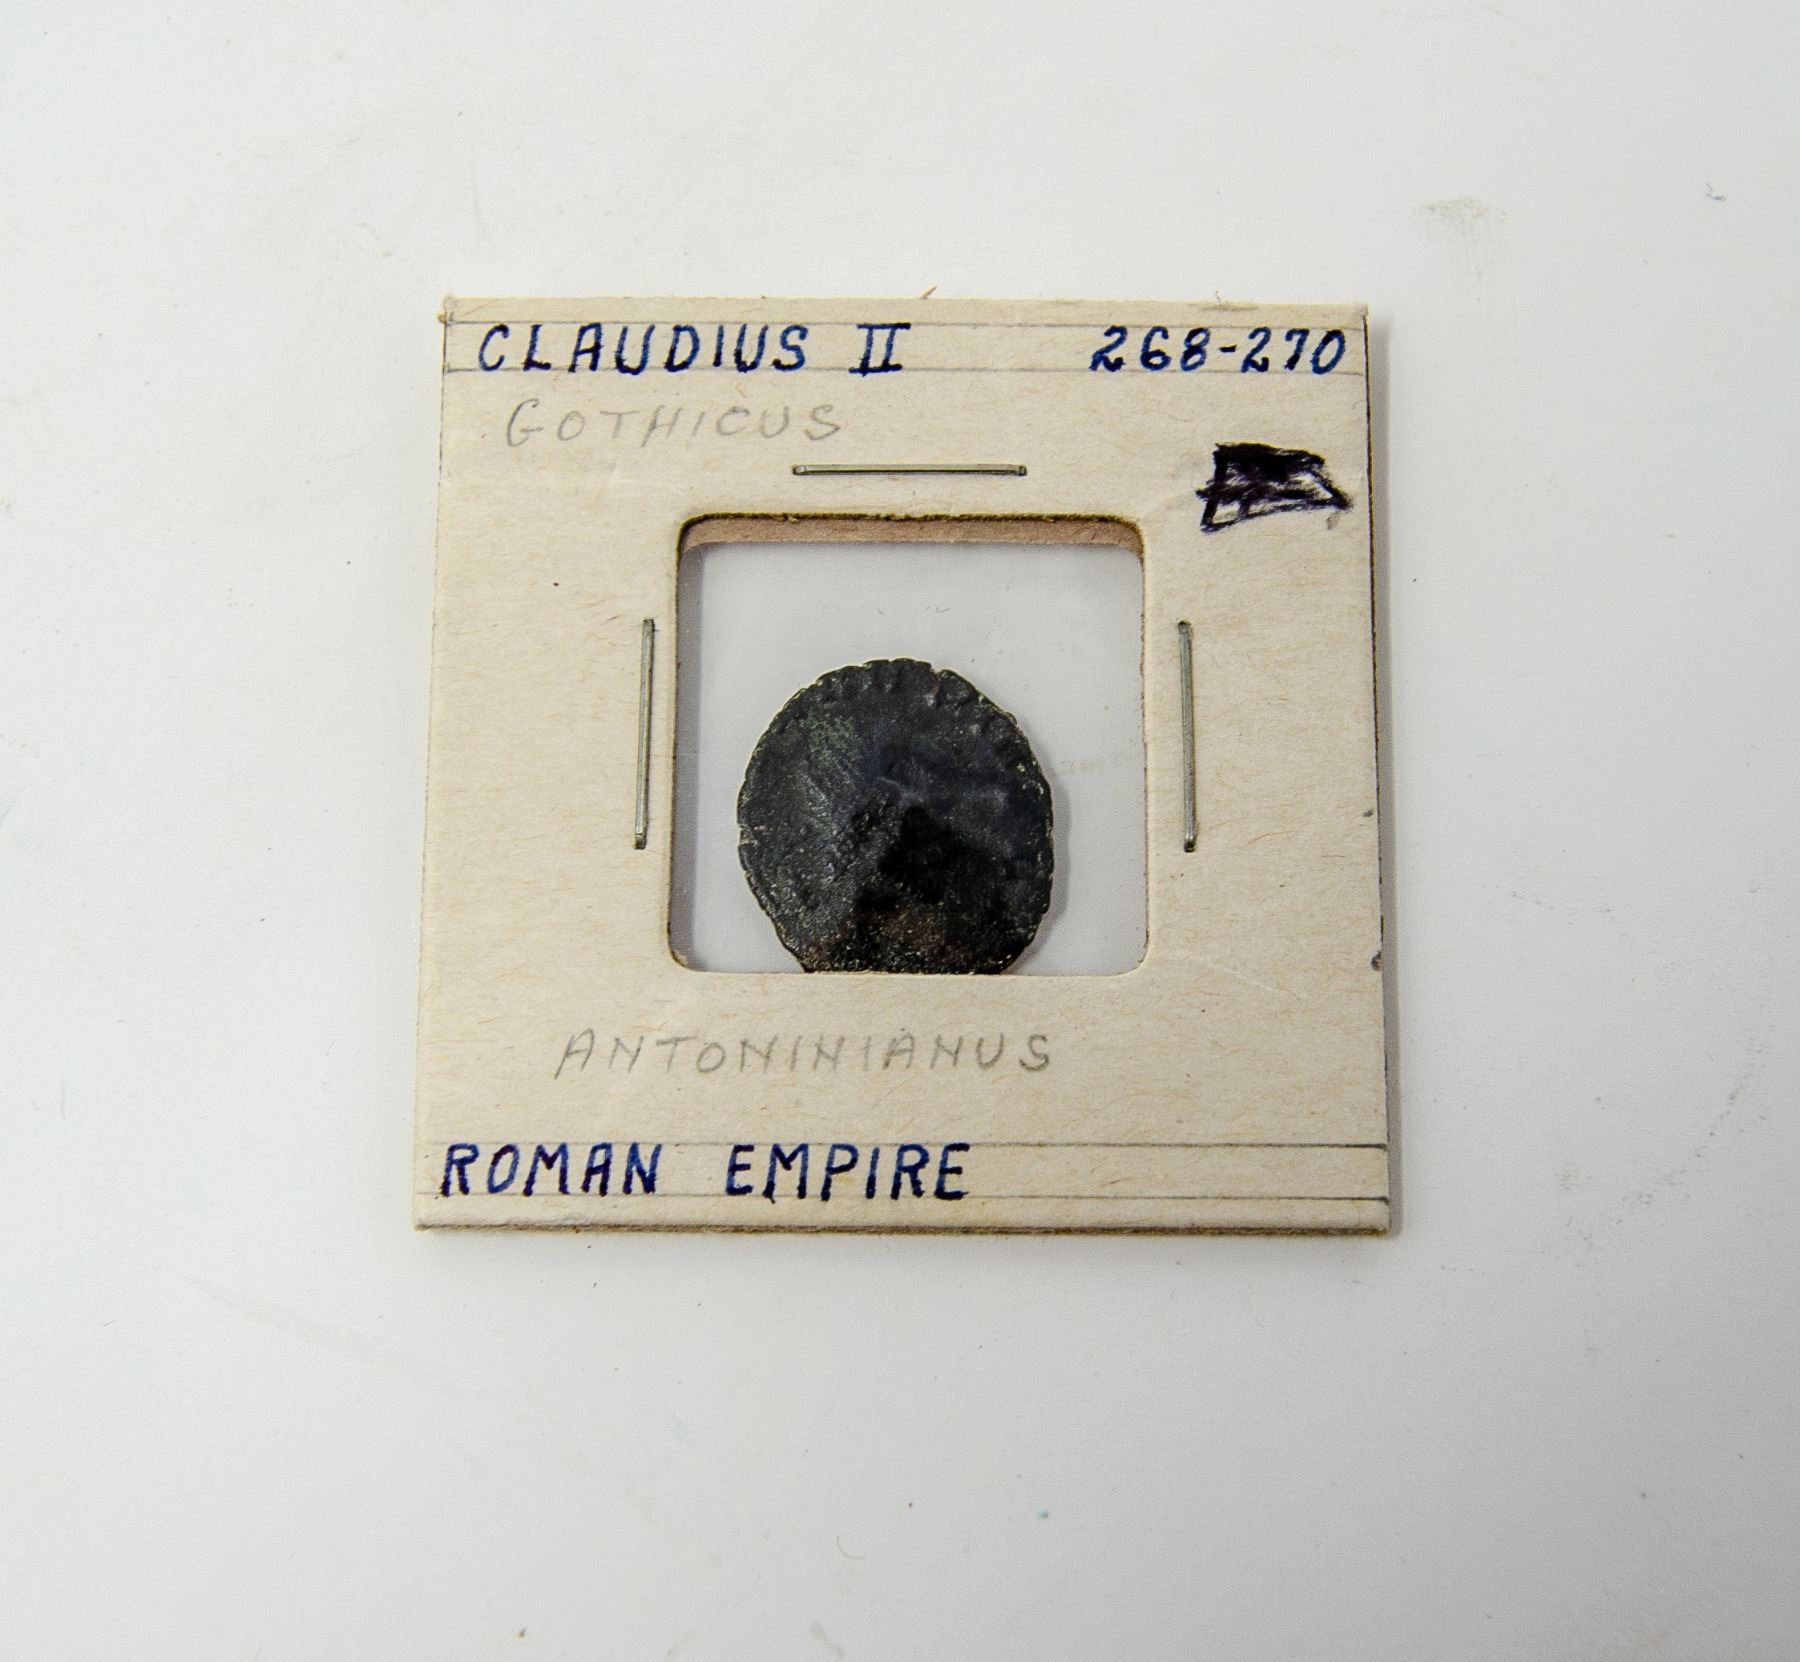 CLAUDIUS II 268-270
GOTHICUS
ANTONINIANUS
ROMAN EMPIRE